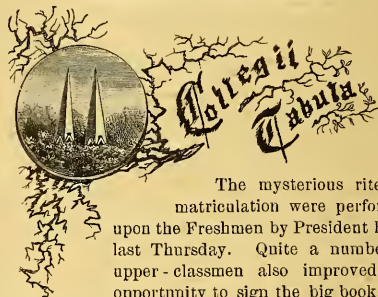 Collegii
Tabula.
The mysterious rite
matriculation were perfor
upon the Freshmen by President
last Thursday. Quite a numbe
upper-classmen also improved
opportunity to sign the big book